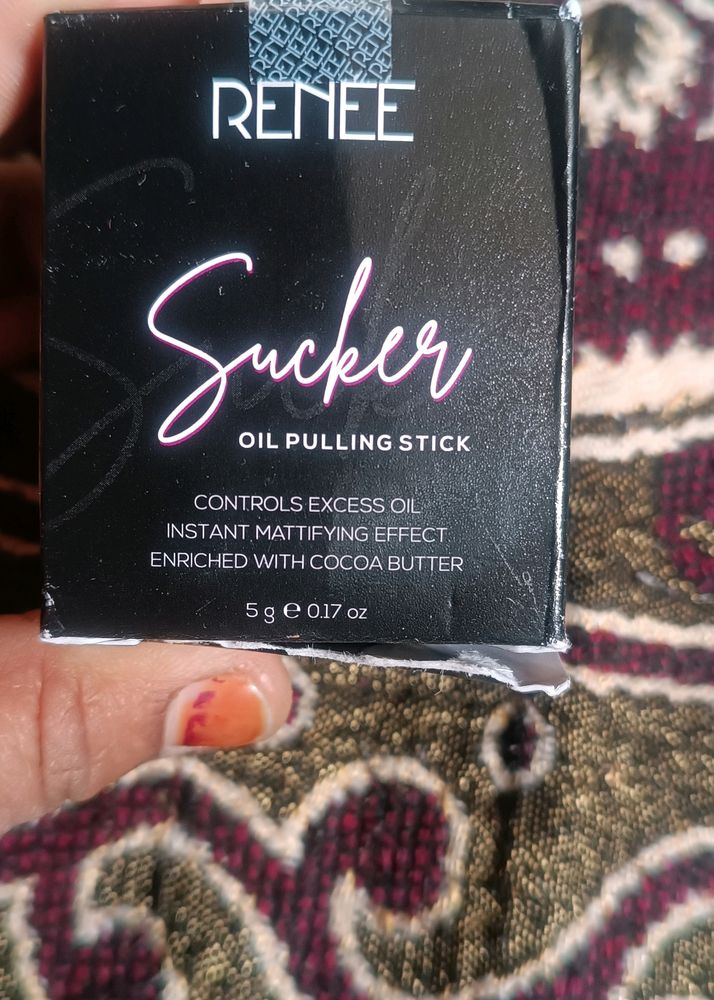 RENEE
Sucker
OIL PULLING STICK
CONTROLS EXCESS OIL
INSTANT MATTIFYING EFFECT
ENRICHED WITH COCOA BUTTER
5 g ℮ 0.17 oz